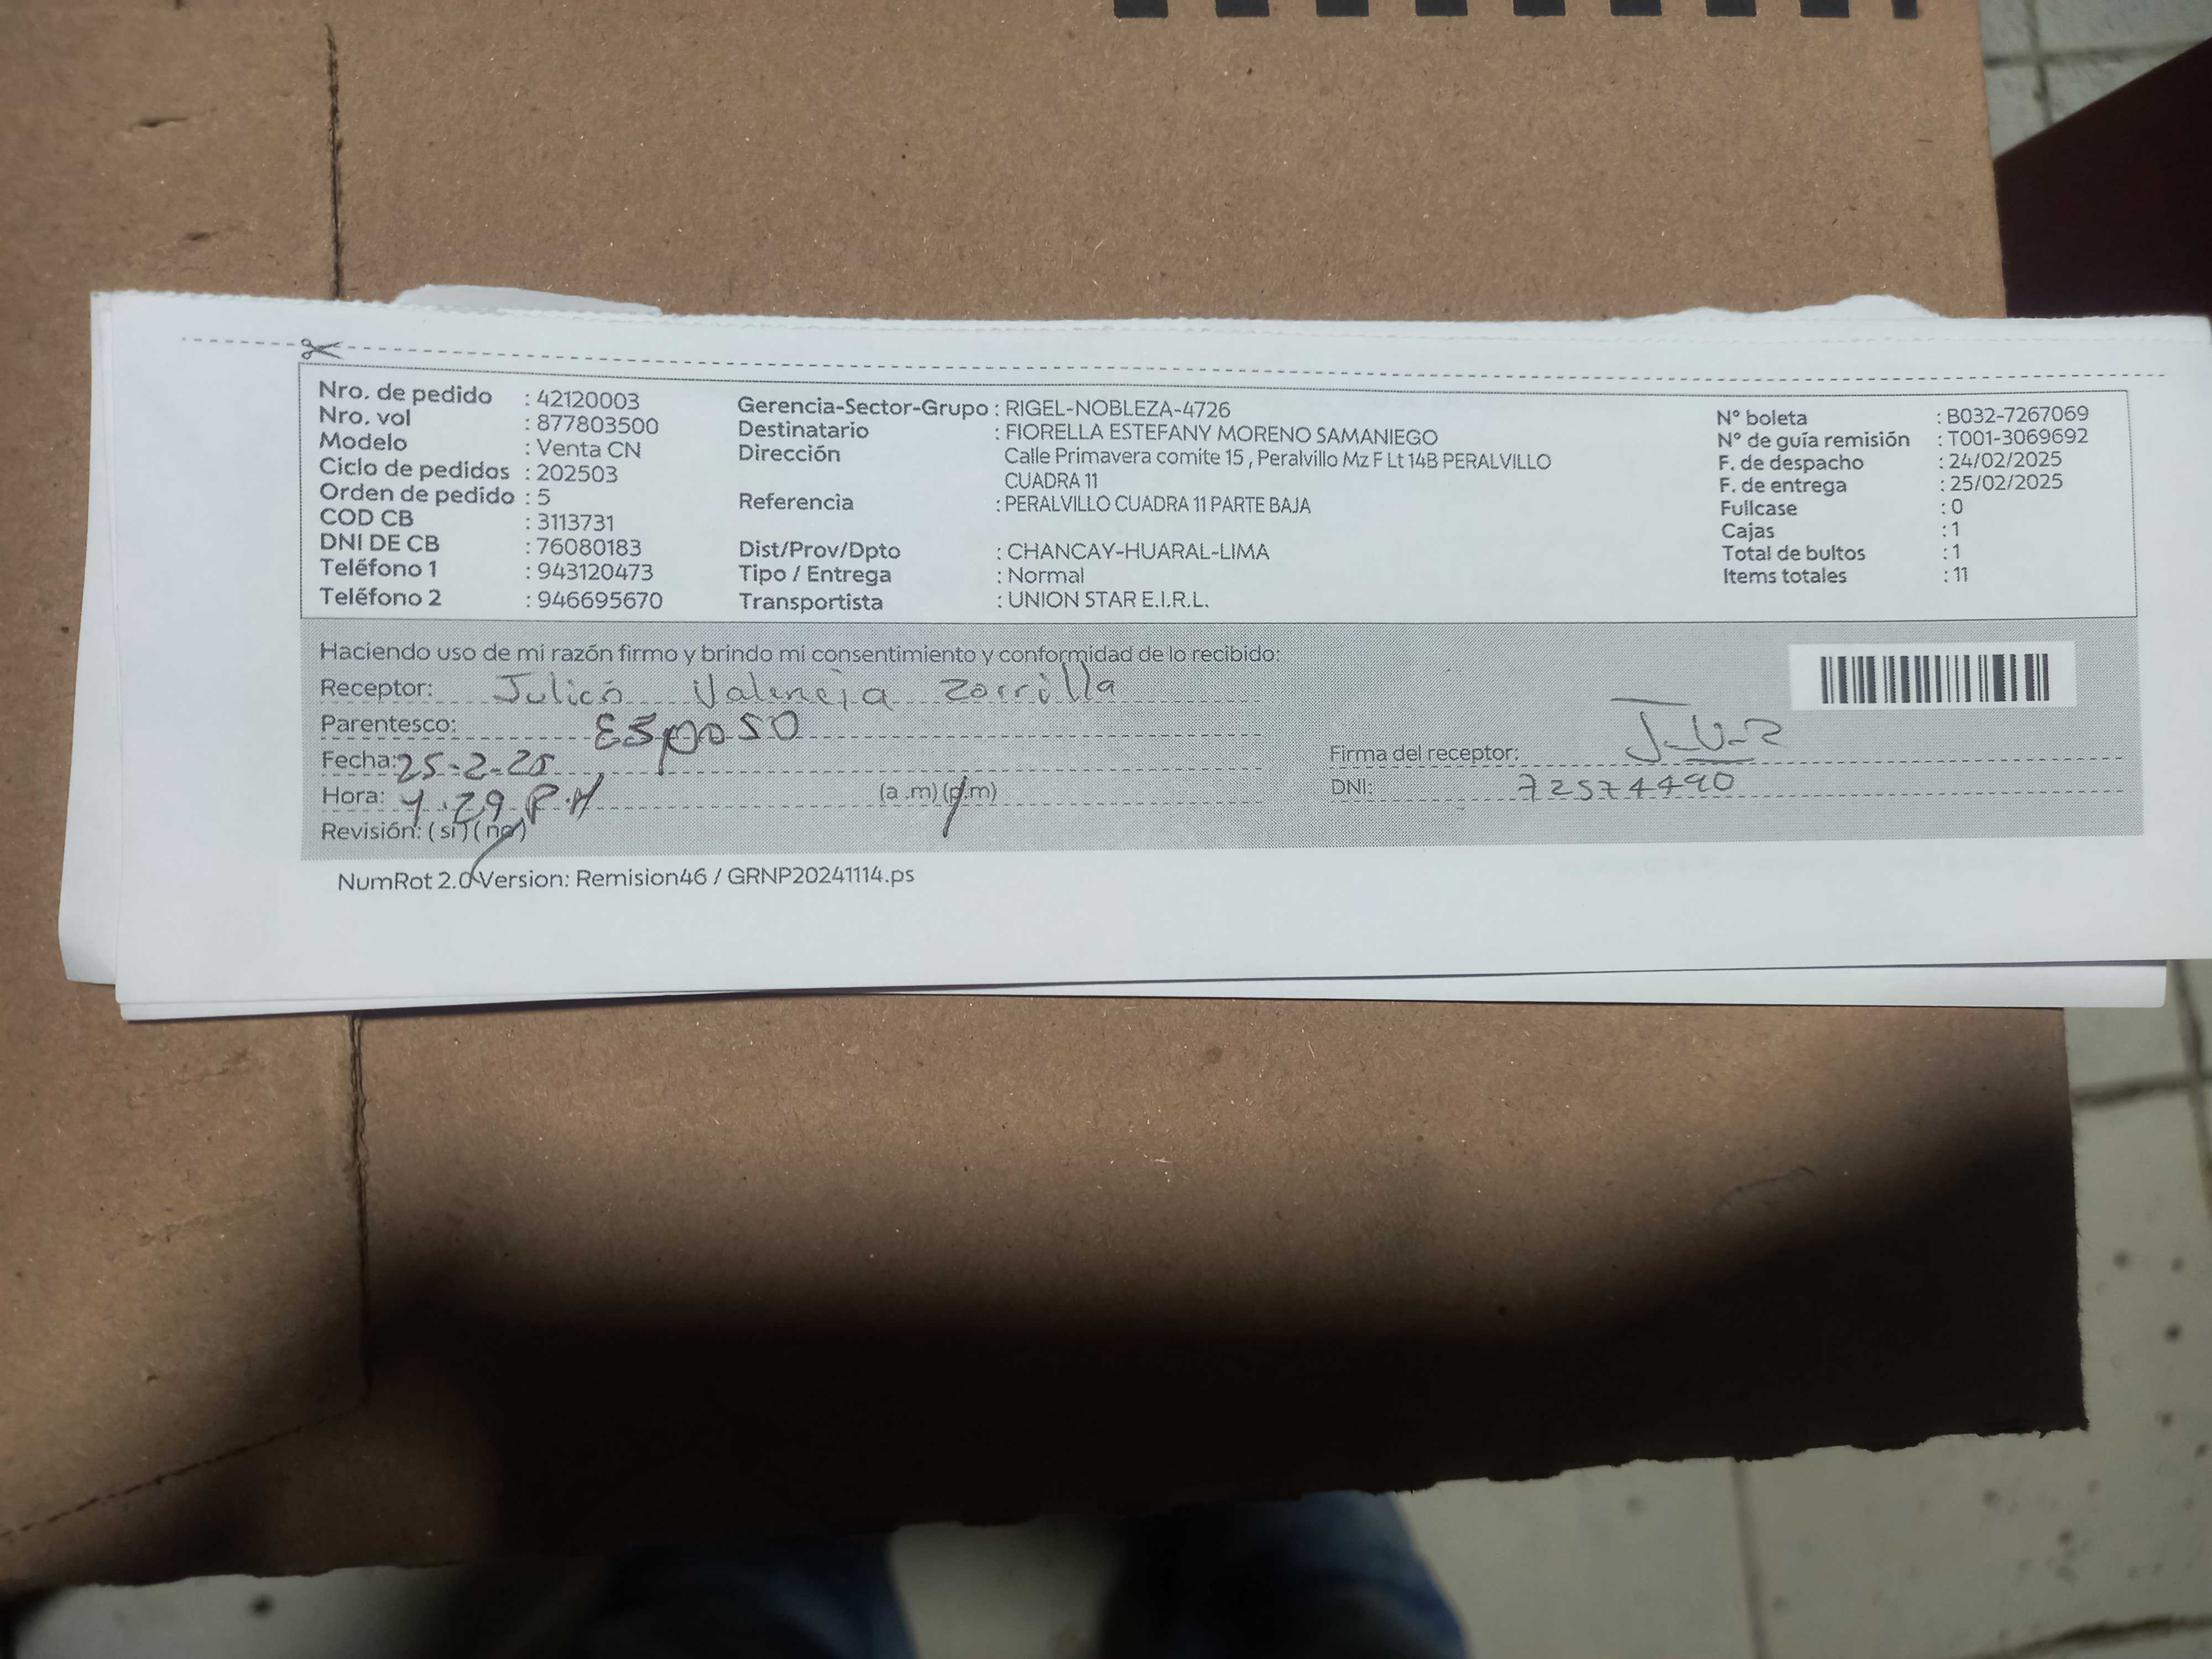 Nro. de pedido : 42120003
Nro. vol : 877803500
Modelo : Venta CN
Ciclo de pedidos : 202503
Orden de pedido : 5
COD CB : 3113731
DNI DE CB : 76080183
Teléfono 1 : 943120473
Teléfono 2 : 946695670
Gerencia-Sector-Grupo : RIGEL-NOBLEZA-4726
Destinatario : FIORELLA ESTEFANY MORENO SAMANIEGO
Dirección Calle Primavera comite 15 , Peralvillo Mz F Lt 14B PERALVILLO
CUADRA 11
Referencia : PERALVILLO CUADRA 11 PARTE BAJA
Dist/Prov/Dpto : CHANCAY-HUARAL-LIMA
Tipo / Entrega : Normal
Transportista : UNION STAR E.I.R.L.
N° boleta : B032-7267069
N° de guía remisión : T001-3069692
F. de despacho : 24/02/2025
F. de entrega : 25/02/2025
Fullcase : 0
Cajas : 1
Total de bultos : 1
Items totales : 11
Haciendo uso de mi razón firmo y brindo mi consentimiento y conformidad de lo recibido:
Receptor: Valencia Zorrilla
Parentesco: Esposo
Fecha: 25-2-25
Hora: 29 P.M (a .m) (p.m)
Revisión: ( si ) ( no )
Firma del receptor: J-V-Z
DNI: 72574490
NumRot 2.0 Version: Remision46 / GRNP20241114.ps